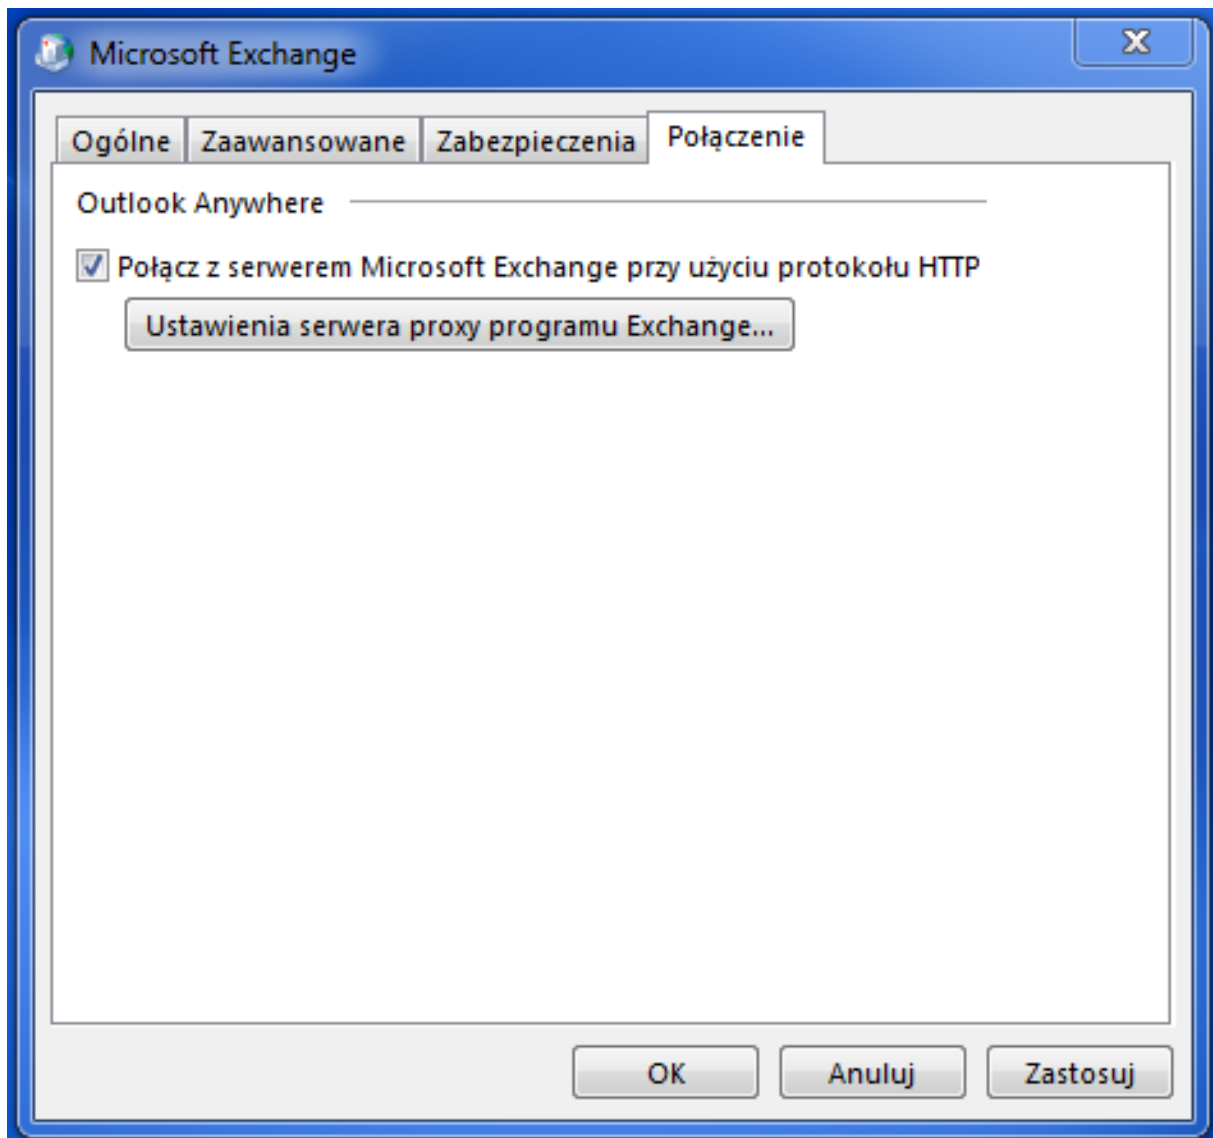 Microsoft Exchange
Ogólne Zaawansowane Zabezpieczenia Połączenie
Outlook Anywhere
Połącz z serwerem Microsoft Exchange przy użyciu protokołu HTTP
Ustawienia serwera proxy programu Exchange...
OK Anuluj Zastosuj